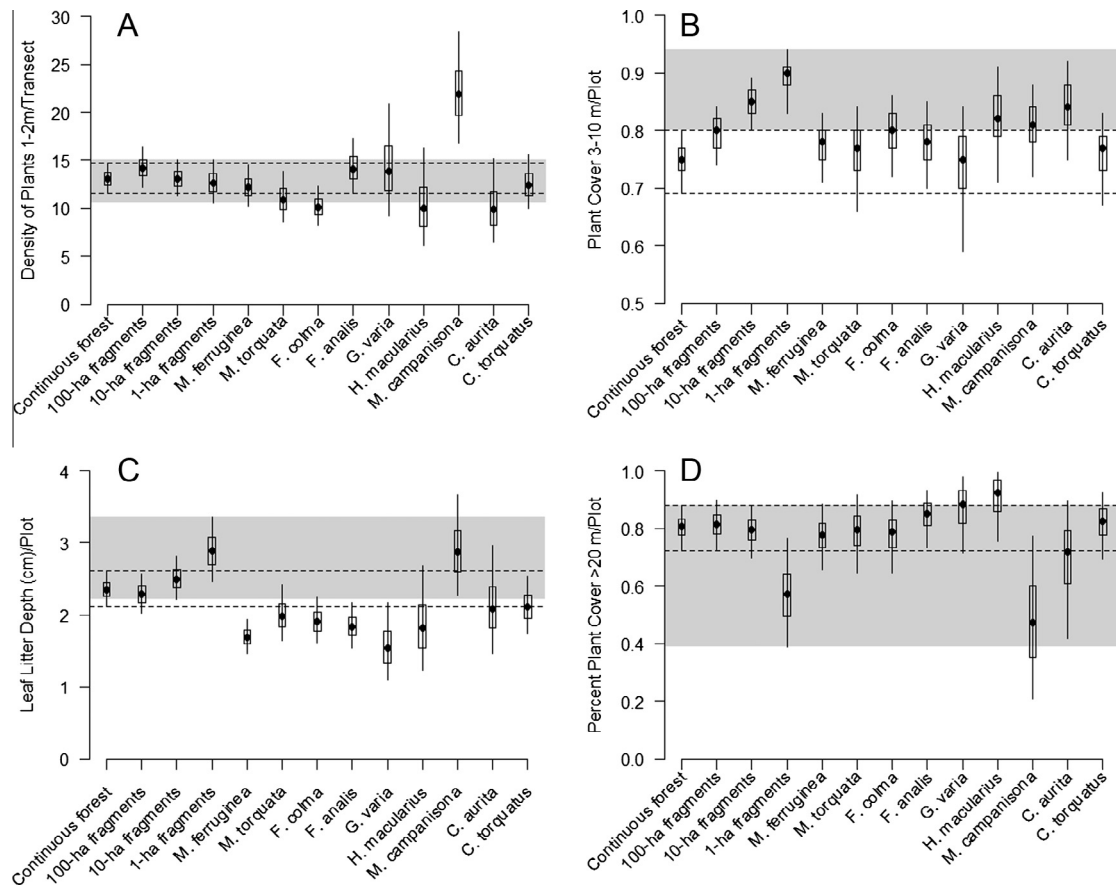 A
Density of Plants 1-2m/Transect
30
25
20
15
10
5
0
Continuous forest
100-ha fragments
10-ha fragments
1-ha fragments
M. ferruginea
M. torquata
F. colma
F. analis
G. varia
H. macularius
M. campanisona
C. aurita
C. torquatus
B
Plant Cover 3-10 m/Plot
1.0
0.9
0.8
0.7
0.6
0.5
Continuous forest
100-ha fragments
10-ha fragments
1-ha fragments
M. ferruginea
M. torquata
F. colma
F. analis
G. varia
H. macularius
M. campanisona
C. aurita
C. torquatus
C
Leaf Litter Depth (cm)/Plot
4
3
2
1
0
Continuous forest
100-ha fragments
10-ha fragments
1-ha fragments
M. ferruginea
M. torquata
F. colma
F. analis
G. varia
H. macularius
M. campanisona
C. aurita
C. torquatus
D
Percent Plant Cover >20 m/Plot
1.0
0.8
0.6
0.4
0.2
0.0
Continuous forest
100-ha fragments
10-ha fragments
1-ha fragments
M. ferruginea
M. torquata
F. colma
F. analis
G. varia
H. macularius
M. campanisona
C. aurita
C. torquatus